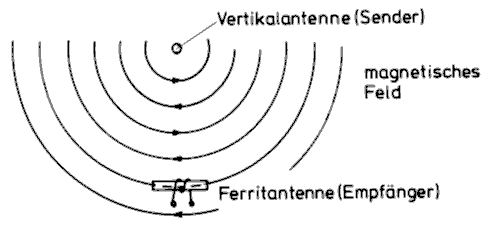 Vertikalantenne (Sender)
magnetisches
Feld
Ferritantenne (Empfänger)